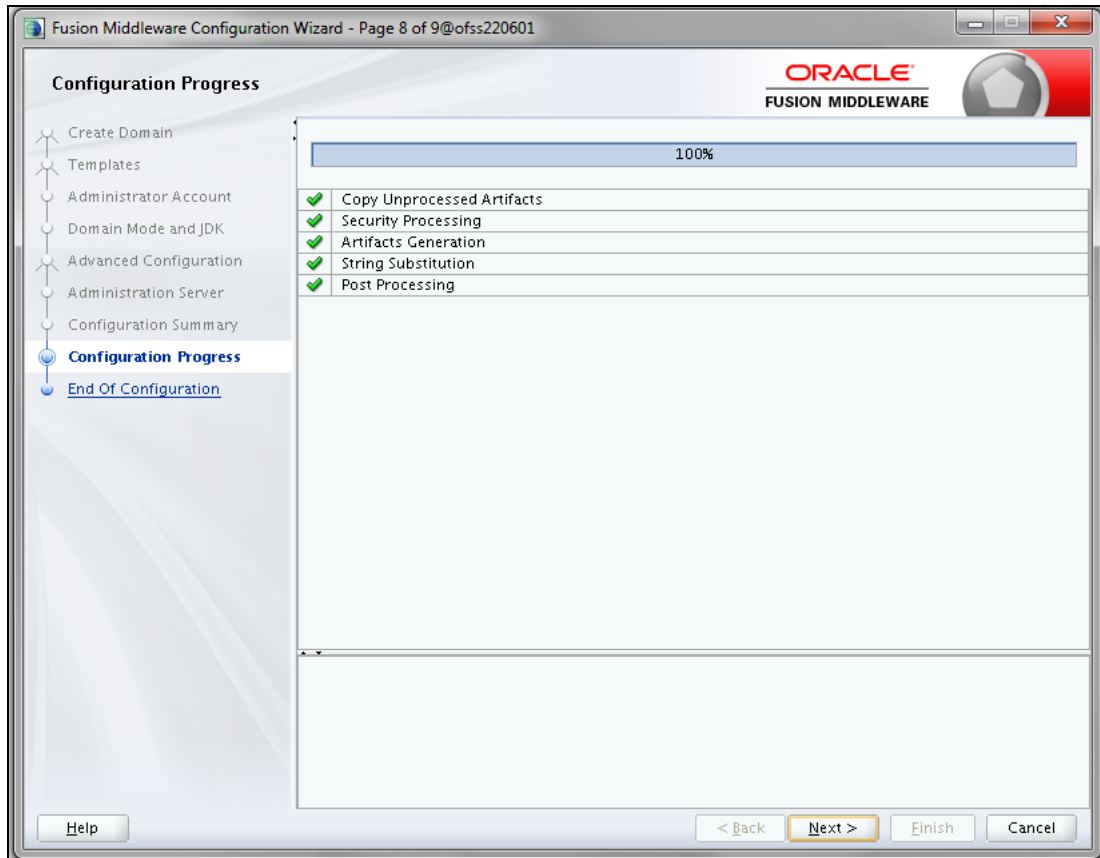 Fusion Middleware Configuration Wizard - Page 8 of 9@ofss220601
Configuration Progress
ORACLE
FUSION MIDDLEWARE
Create Domain
Templates
Administrator Account
Domain Mode and JDK
Advanced Configuration
Administration Server
Configuration Summary
Configuration Progress
End Of Configuration
100%
Copy Unprocessed Artifacts
Security Processing
Artifacts Generation
String Substitution
Post Processing
Help
< Back
Next >
Finish
Cancel